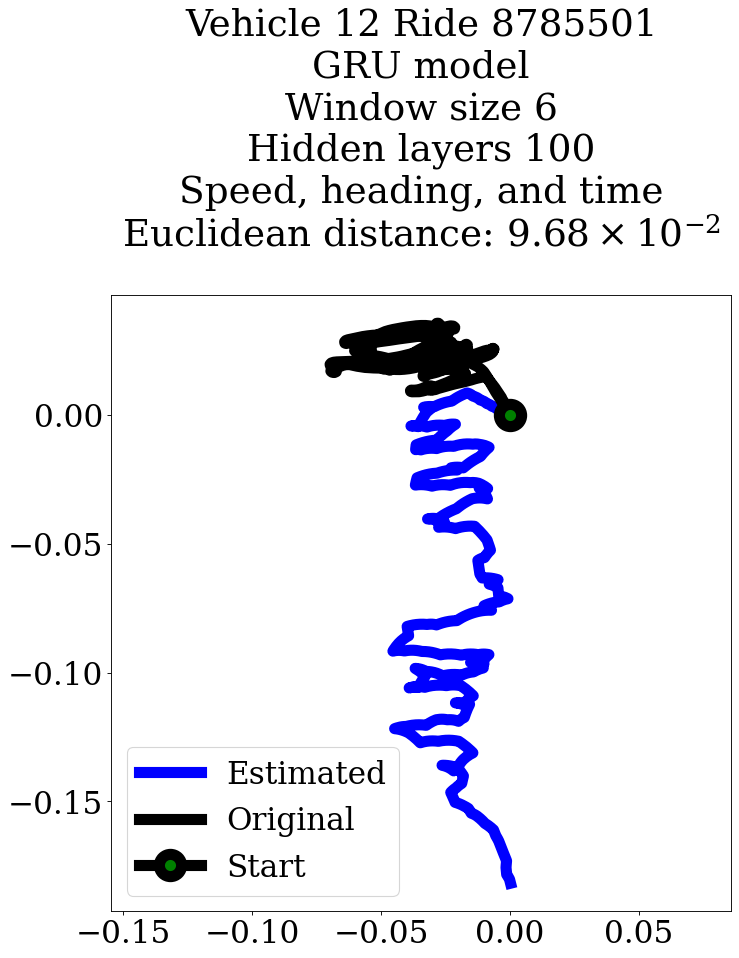 Vehicle 12 Ride 8785501
GRU model
Window size 6
Hidden layers 100
Speed, heading, and time
Euclidean distance: $9.68 \times 10^{-2}$
0.00
−0.05
−0.10
−0.15
Estimated
Original
Start
−0.15 −0.10 −0.05 0.00 0.05